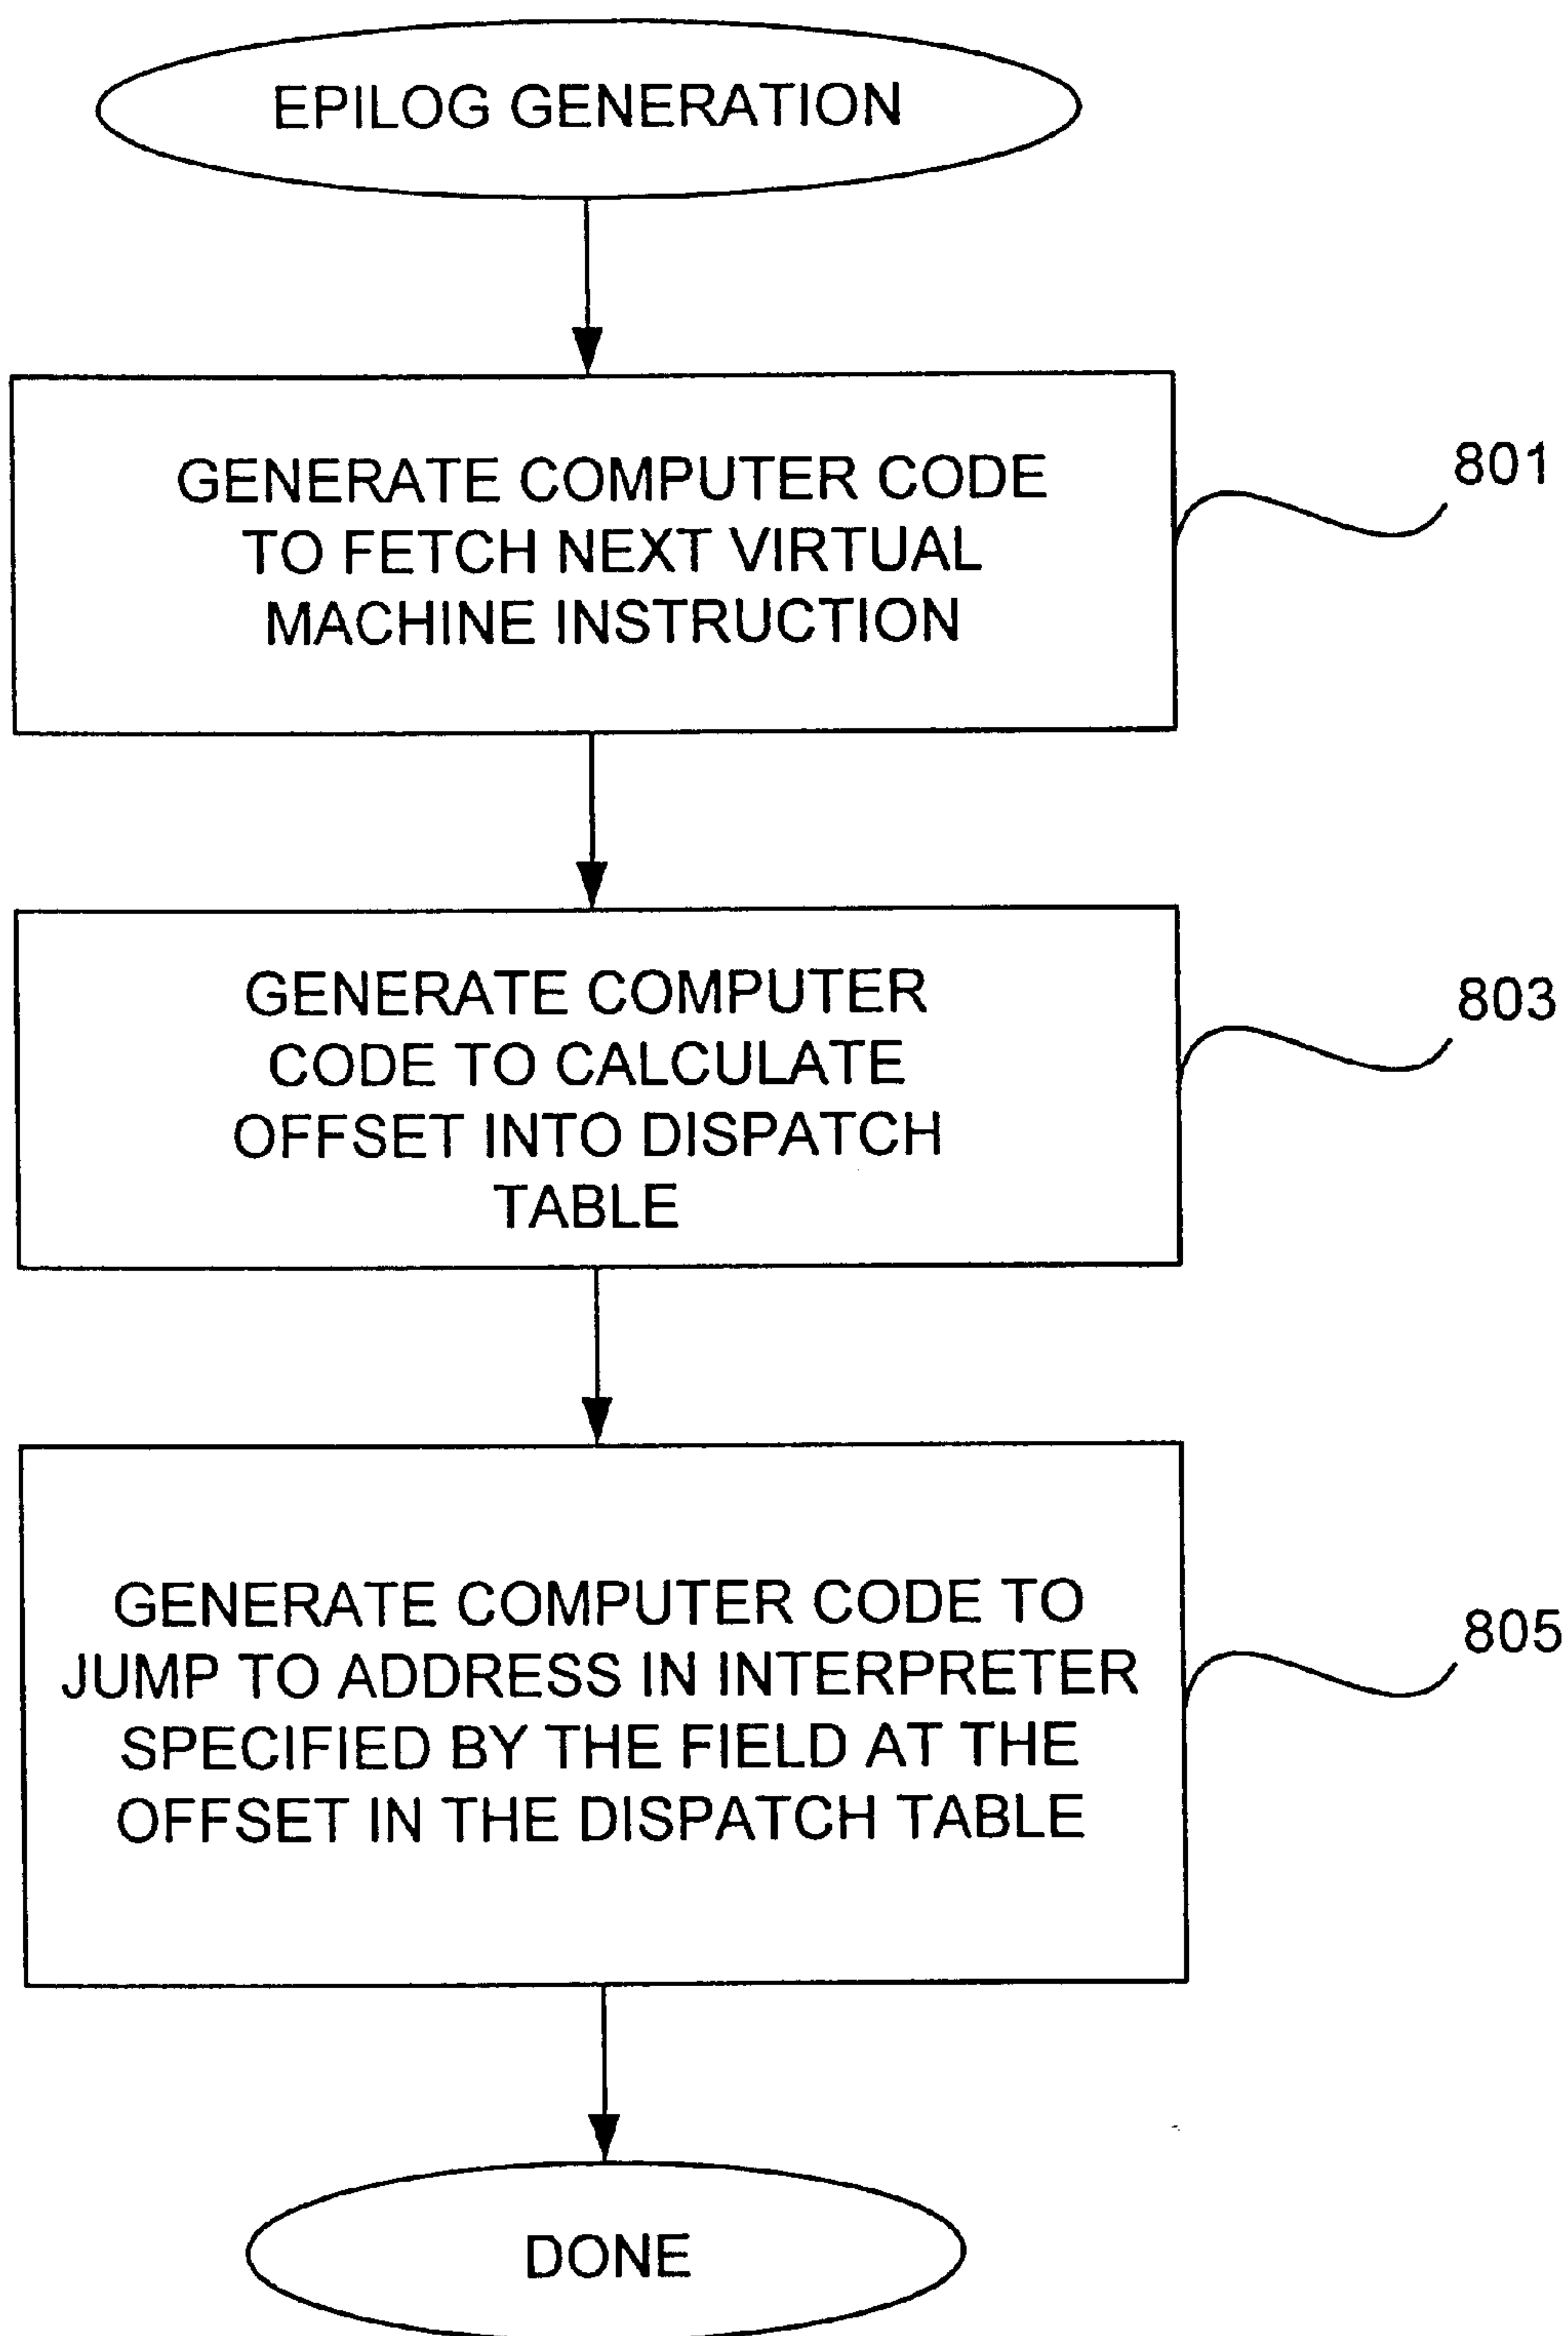 EPILOG GENERATION
GENERATE COMPUTER CODE
TO FETCH NEXT VIRTUAL
MACHINE INSTRUCTION
801
GENERATE COMPUTER
CODE TO CALCULATE
OFFSET INTO DISPATCH
TABLE
803
GENERATE COMPUTER CODE TO
JUMP TO ADDRESS IN INTERPRETER
SPECIFIED BY THE FIELD AT THE
OFFSET IN THE DISPATCH TABLE
805
DONE